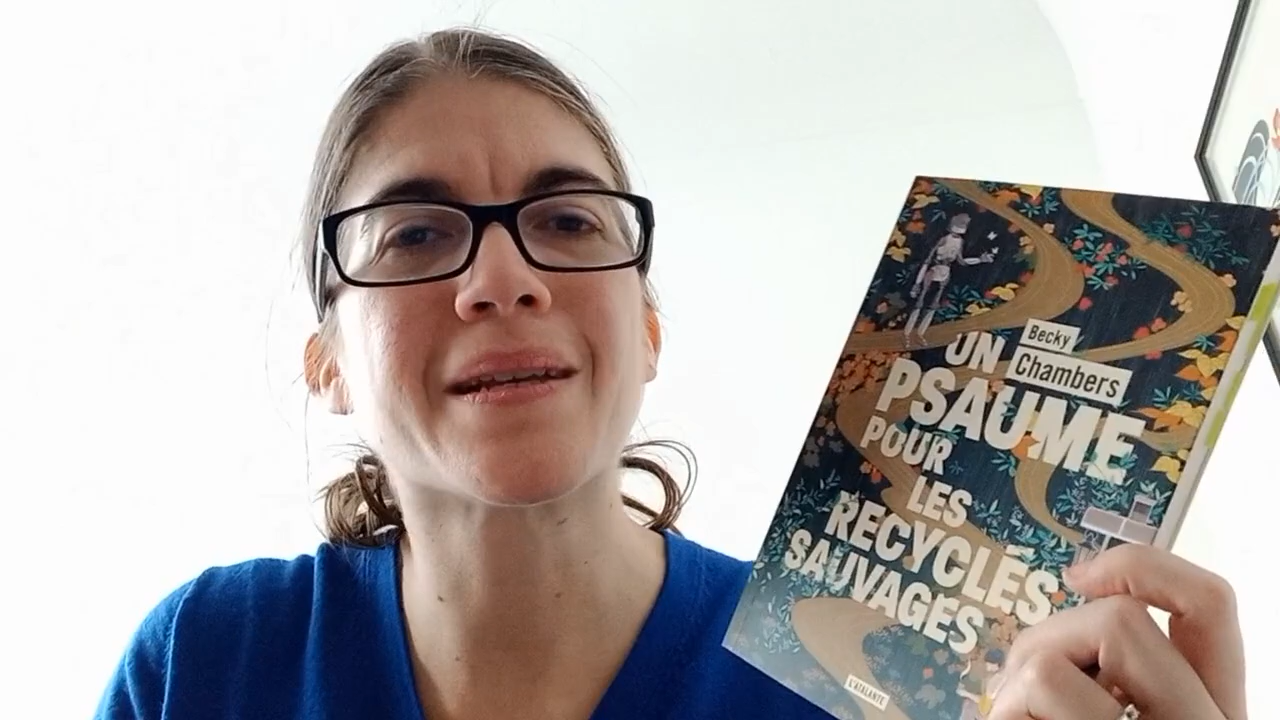 Becky
Chambers
UN
PSAUME
POUR
LES
RECYCLÉS
SAUVAGES
L'ATALANTE